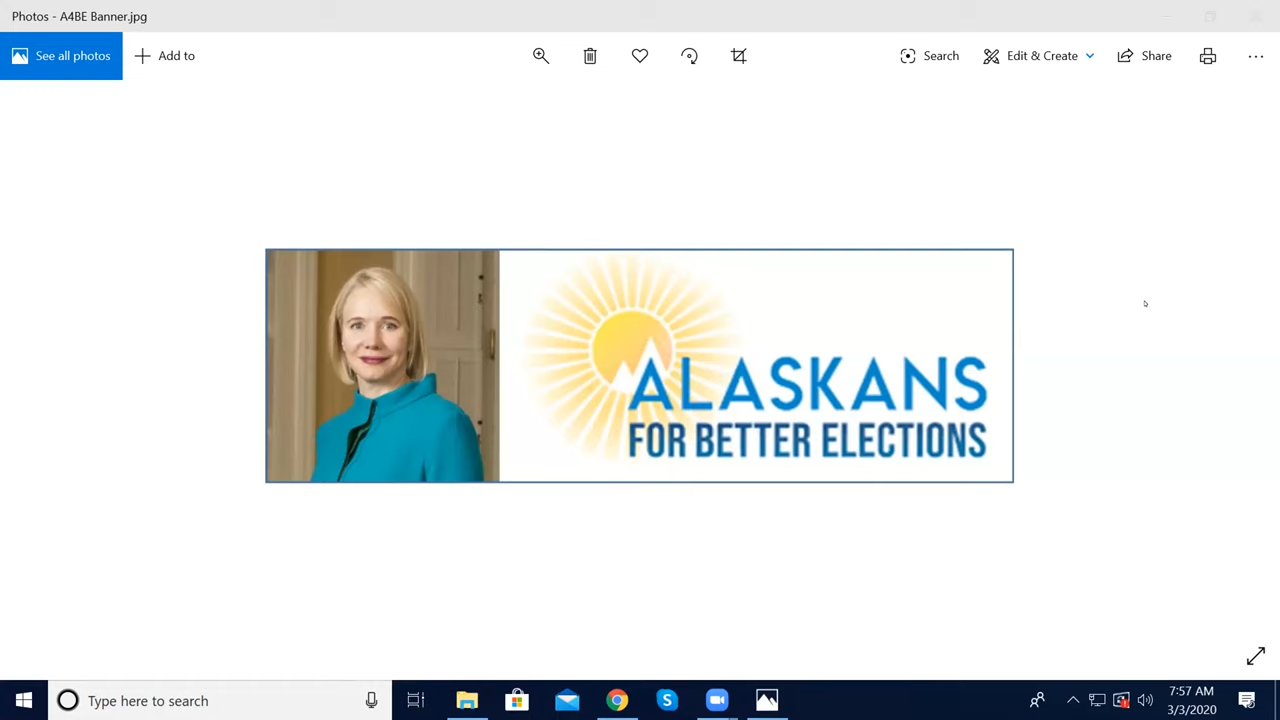 Photos - A4BE Banner.jpg
See all photos
Add to
Search
Edit & Create
Share
ALASKANS
FOR BETTER ELECTIONS
Type here to search
7:57 AM
3/3/2020